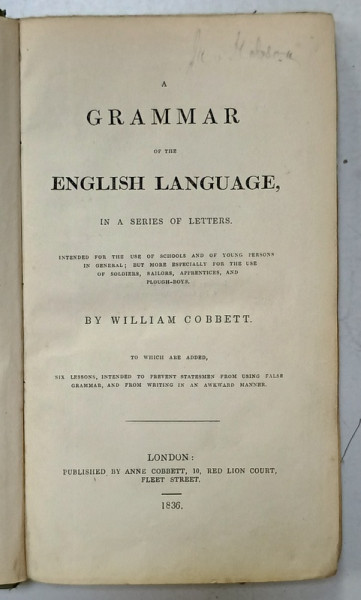 A
GRAMMAR
OF THE
ENGLISH LANGUAGE,
IN A SERIES OF LETTERS.
INTENDED FOR THE USE OF SCHOOLS AND OF YOUNG PERSONS
IN GENERAL; BUT MORE ESPECIALLY FOR THE USE
OF SOLDIERS, SAILORS, APPRENTICES, AND
PLOUGH-BOYS.
BY WILLIAM COBBETT.
TO WHICH ARE ADDED,
SIX LESSONS, INTENDED TO PREVENT STATESMEN FROM USING FALSE
GRAMMAR, AND FROM WRITING IN AN AWKWARD MANNER.
LONDON:
PUBLISHED BY ANNE COBBETT, 10, RED LION COURT,
FLEET STREET.
1836.